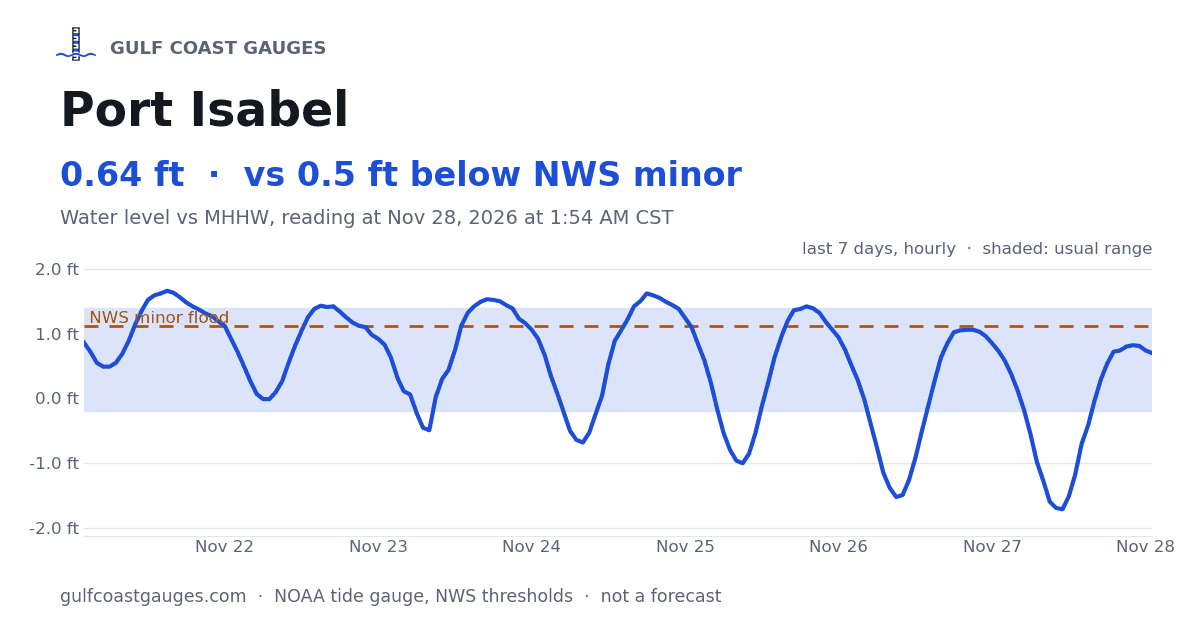 GULF COAST GAUGES
Port Isabel
0.64 ft · vs 0.5 ft below NWS minor
Water level vs MHHW, reading at Nov 28, 2026 at 1:54 AM CST
last 7 days, hourly · shaded: usual range
2.0 ft
NWS minor flood
1.0 ft
0.0 ft
-1.0 ft
-2.0 ft
Nov 22 Nov 23 Nov 24 Nov 25 Nov 26 Nov 27 Nov 28
gulfcoastgauges.com · NOAA tide gauge, NWS thresholds · not a forecast